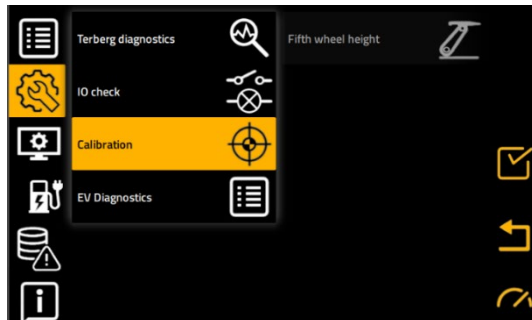 Terberg diagnostics
Fifth wheel height
IO check
Calibration
EV Diagnostics